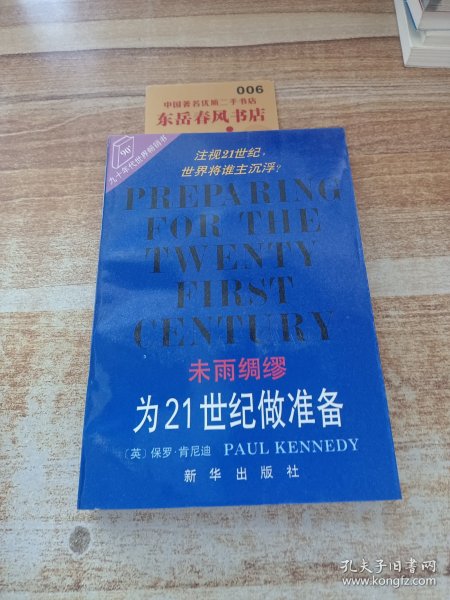 006
中国著名优质二手书店
东岳春风书店
90'
九十年代世界畅销书
注视21世纪，
世界将谁主沉浮？
PREPARING
FOR THE
TWENTY
FIRST
CENTURY
未雨绸缪
为21世纪做准备
〔英〕保罗·肯尼迪 PAUL KENNEDY
新华出版社
孔夫子旧书网
www.kongfz.com